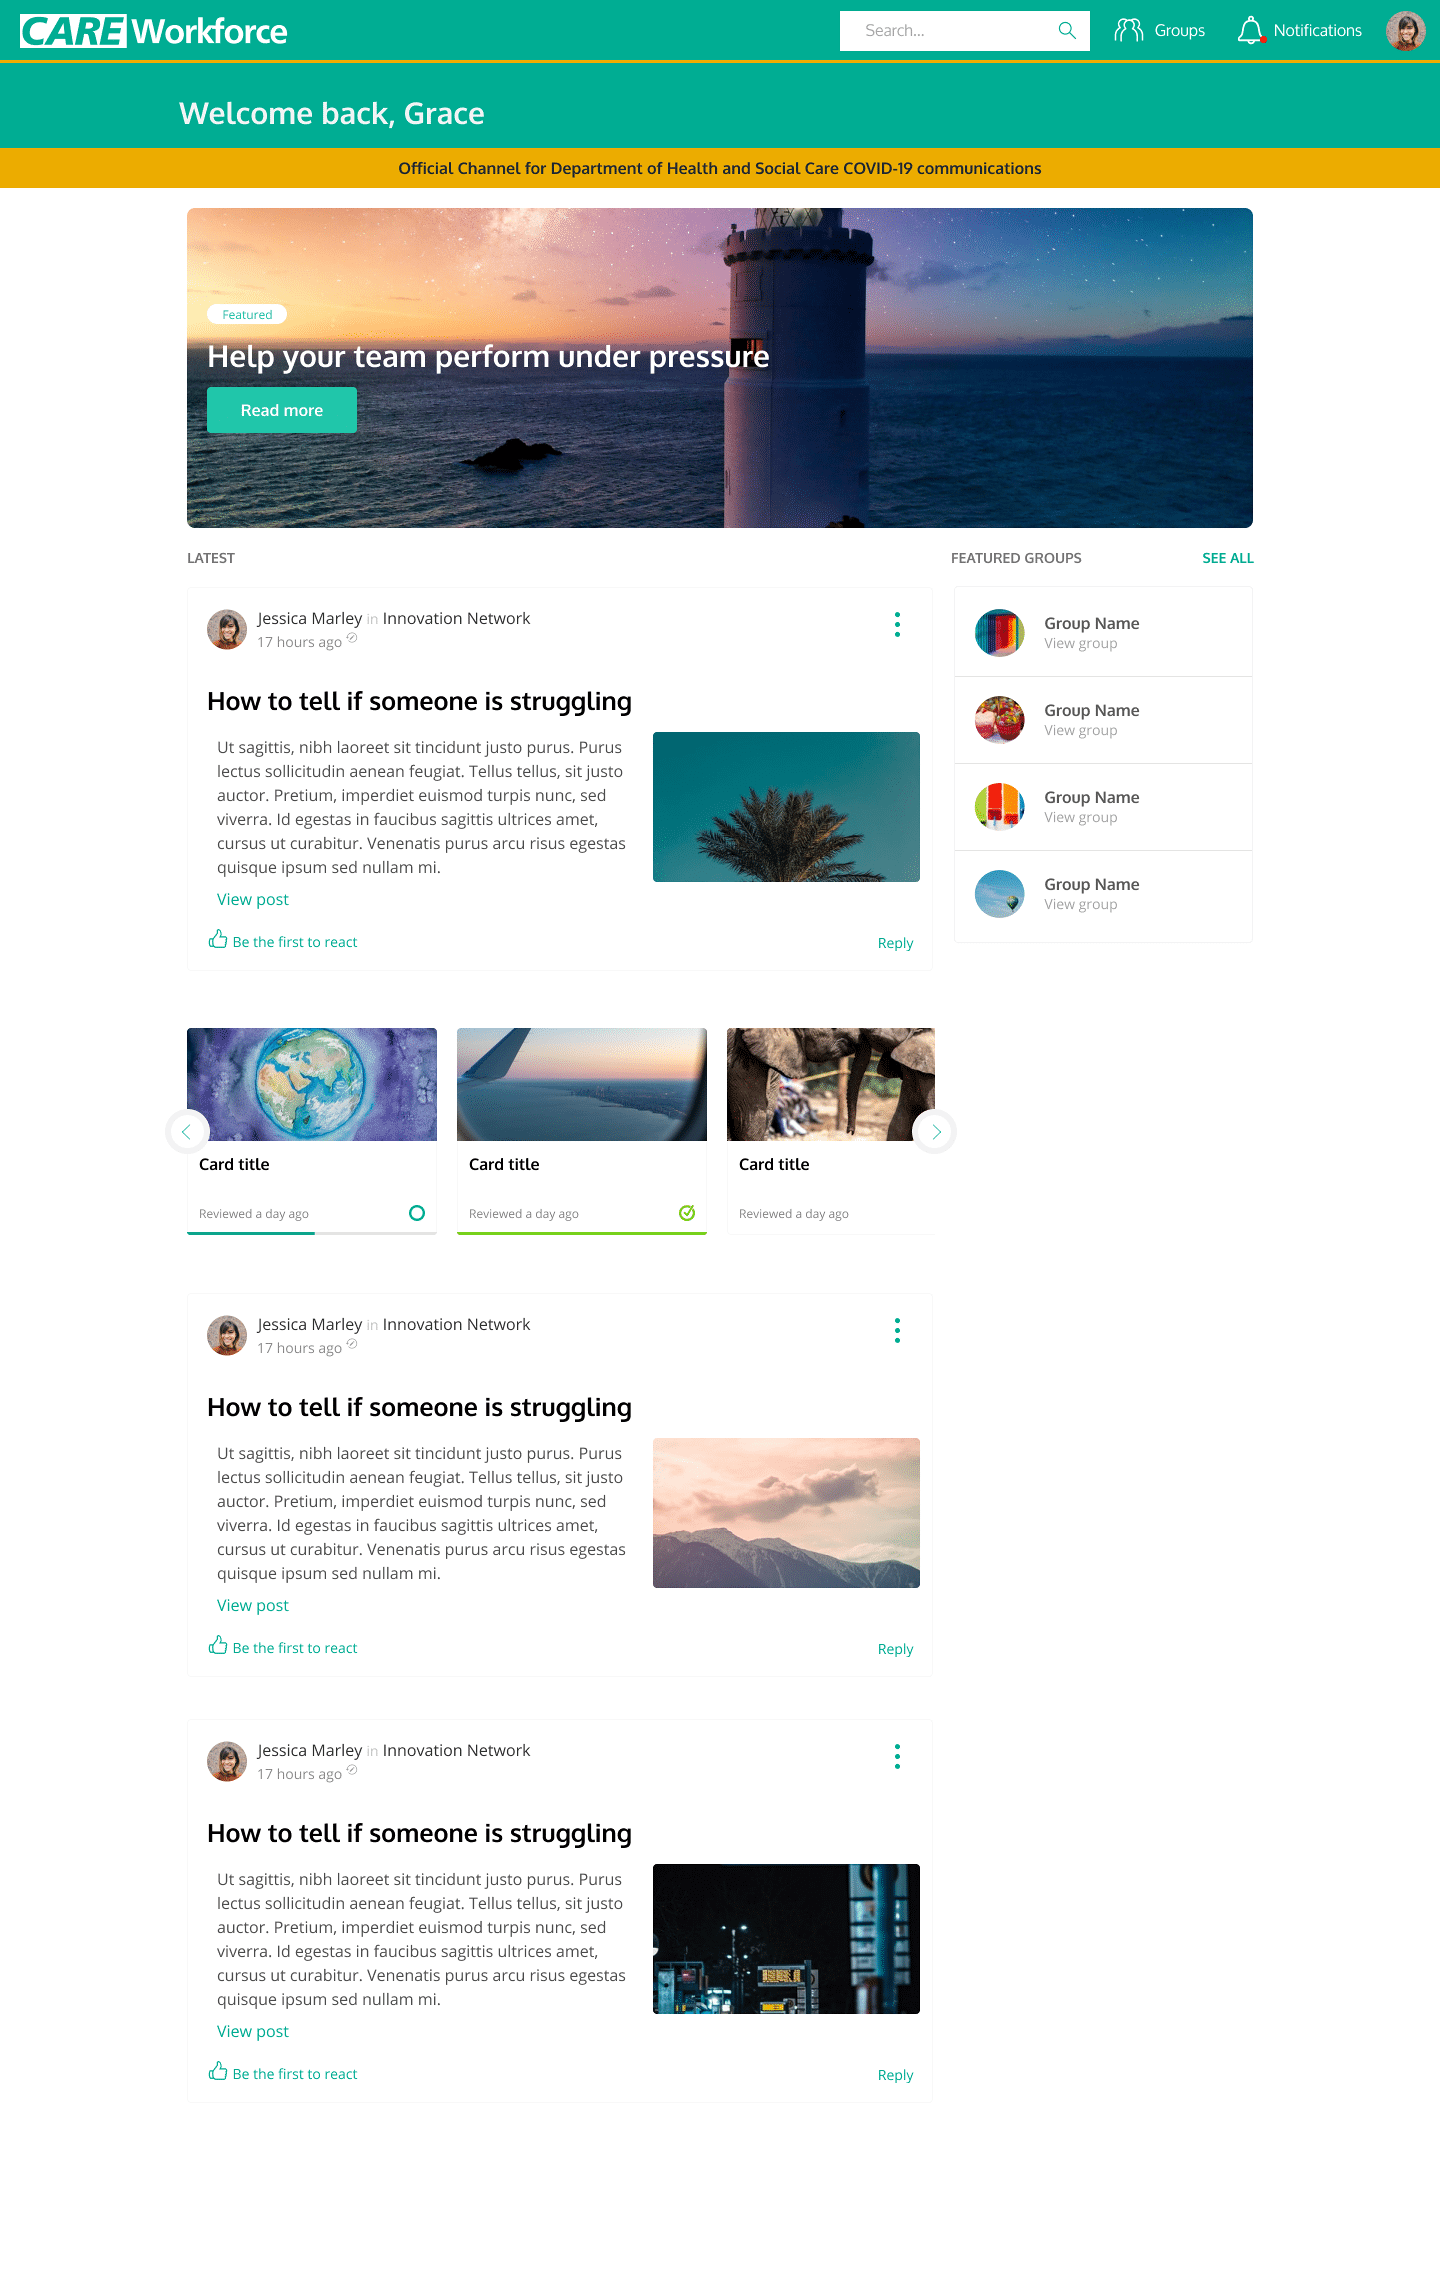 CARE Workforce
Search...
Groups
Notifications
Welcome back, Grace
Official Channel for Department of Health and Social Care COVID-19 communications
Featured
Help your team perform under pressure
Read more
LATEST
Jessica Marley in Innovation Network
17 hours ago
How to tell if someone is struggling
Ut sagittis, nibh laoreet sit tincidunt justo purus. Purus
lectus sollicitudin aenean feugiat. Tellus tellus, sit justo
auctor. Pretium, imperdiet euismod turpis nunc, sed
viverra. Id egestas in faucibus sagittis ultrices amet,
cursus ut curabitur. Venenatis purus arcu risus egestas
quisque ipsum sed nullam mi.
View post
Be the first to react
Reply
FEATURED GROUPS
SEE ALL
Group Name
View group
Group Name
View group
Group Name
View group
Group Name
View group
Card title
Reviewed a day ago
Card title
Reviewed a day ago
Card title
Reviewed a day ago
Jessica Marley in Innovation Network
17 hours ago
How to tell if someone is struggling
Ut sagittis, nibh laoreet sit tincidunt justo purus. Purus
lectus sollicitudin aenean feugiat. Tellus tellus, sit justo
auctor. Pretium, imperdiet euismod turpis nunc, sed
viverra. Id egestas in faucibus sagittis ultrices amet,
cursus ut curabitur. Venenatis purus arcu risus egestas
quisque ipsum sed nullam mi.
View post
Be the first to react
Reply
Jessica Marley in Innovation Network
17 hours ago
How to tell if someone is struggling
Ut sagittis, nibh laoreet sit tincidunt justo purus. Purus
lectus sollicitudin aenean feugiat. Tellus tellus, sit justo
auctor. Pretium, imperdiet euismod turpis nunc, sed
viverra. Id egestas in faucibus sagittis ultrices amet,
cursus ut curabitur. Venenatis purus arcu risus egestas
quisque ipsum sed nullam mi.
View post
Be the first to react
Reply